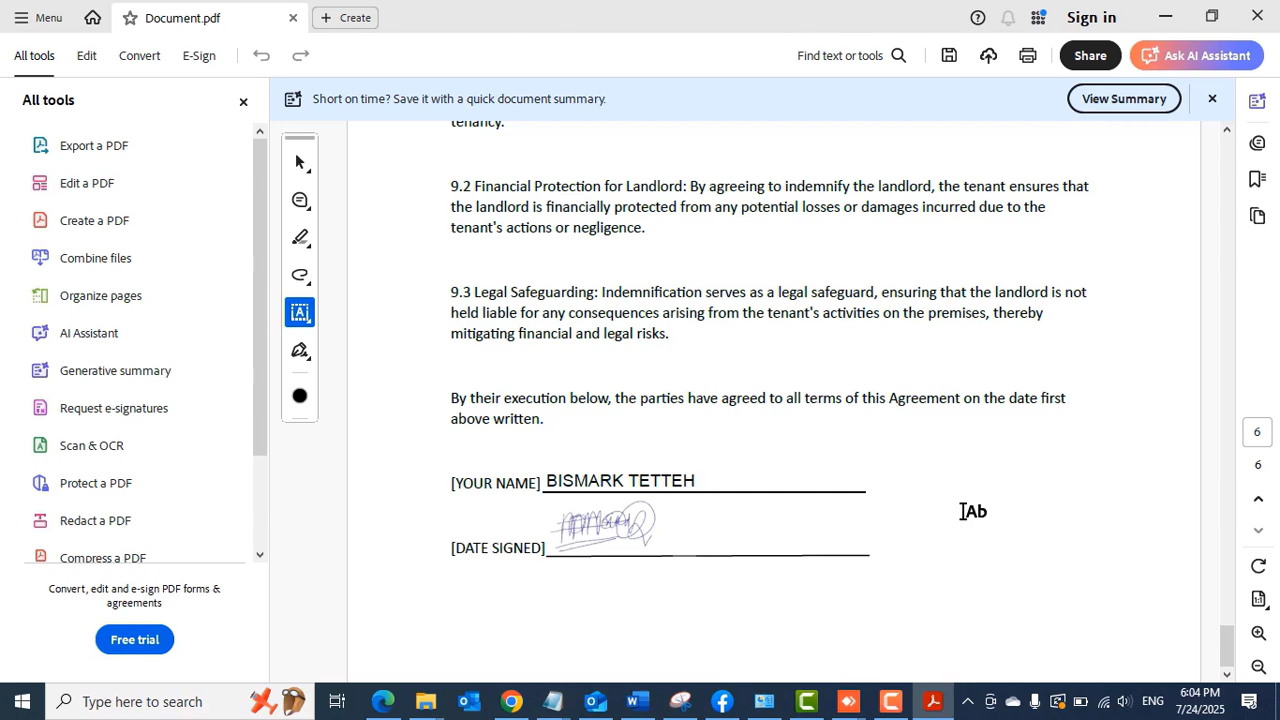 Menu
Document.pdf
Create
Sign in
All tools
Edit
Convert
E-Sign
Find text or tools
Share
Ask AI Assistant
All tools
Short on time? Save it with a quick document summary.
View Summary
Export a PDF
Edit a PDF
Create a PDF
Combine files
Organize pages
AI Assistant
Generative summary
Request e-signatures
Scan & OCR
Protect a PDF
Redact a PDF
Compress a PDF
Convert, edit and e-sign PDF forms &
agreements
Free trial
tenancy.
9.2 Financial Protection for Landlord: By agreeing to indemnify the landlord, the tenant ensures that
the landlord is financially protected from any potential losses or damages incurred due to the
tenant's actions or negligence.
9.3 Legal Safeguarding: Indemnification serves as a legal safeguard, ensuring that the landlord is not
held liable for any consequences arising from the tenant's activities on the premises, thereby
mitigating financial and legal risks.
By their execution below, the parties have agreed to all terms of this Agreement on the date first
above written.
[YOUR NAME] BISMARK TETTEH
Ab
[DATE SIGNED]
6
6
Type here to search
ENG
6:04 PM
7/24/2025